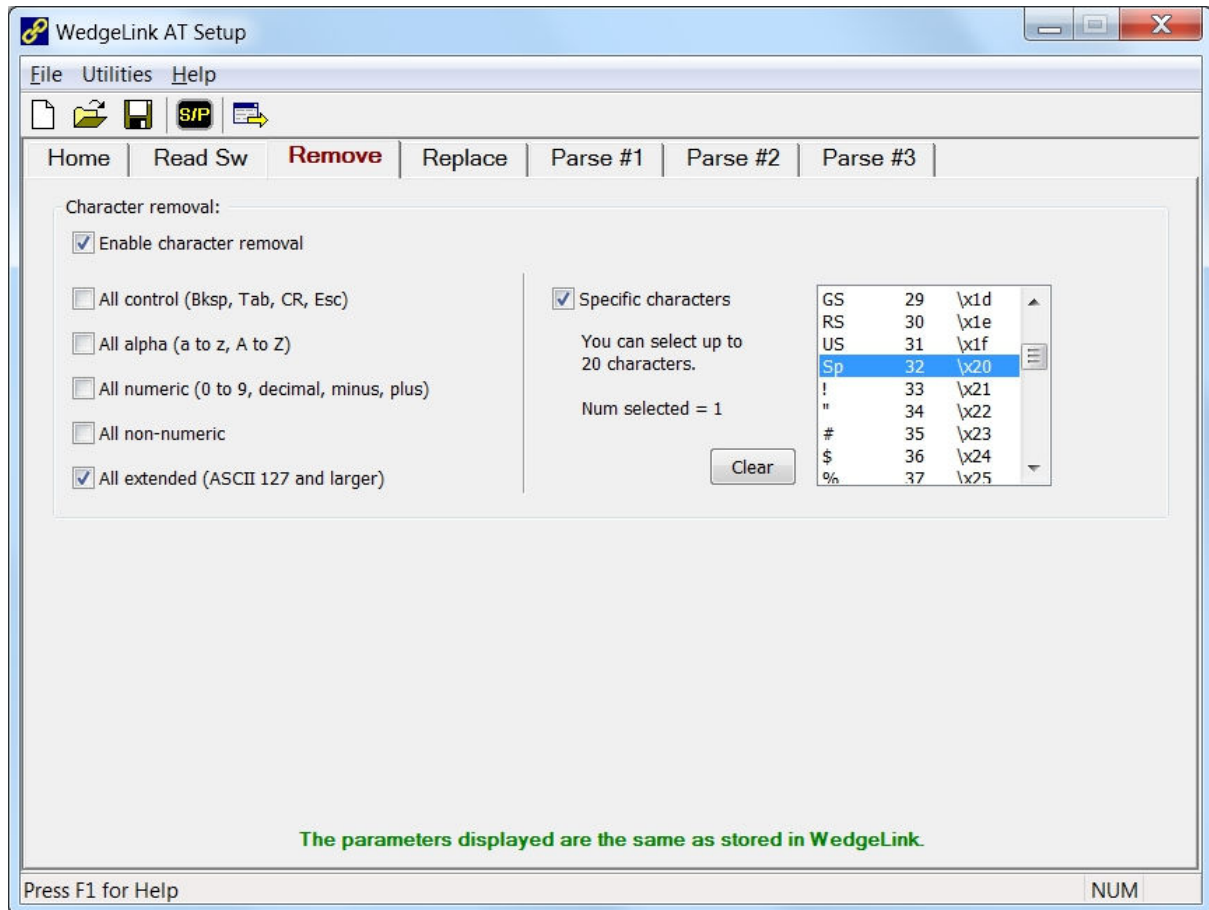 WedgeLink AT Setup
File Utilities Help
S/P
Home Read Sw Remove Replace Parse #1 Parse #2 Parse #3
Character removal:
Enable character removal
All control (Bksp, Tab, CR, Esc)
All alpha (a to z, A to Z)
All numeric (0 to 9, decimal, minus, plus)
All non-numeric
All extended (ASCII 127 and larger)
Specific characters
You can select up to
20 characters.
Num selected = 1
Clear
GS 29 \x1d
RS 30 \x1e
US 31 \x1f
Sp 32 \x20
! 33 \x21
" 34 \x22
# 35 \x23
$ 36 \x24
% 37 \x25
The parameters displayed are the same as stored in WedgeLink.
Press F1 for Help NUM